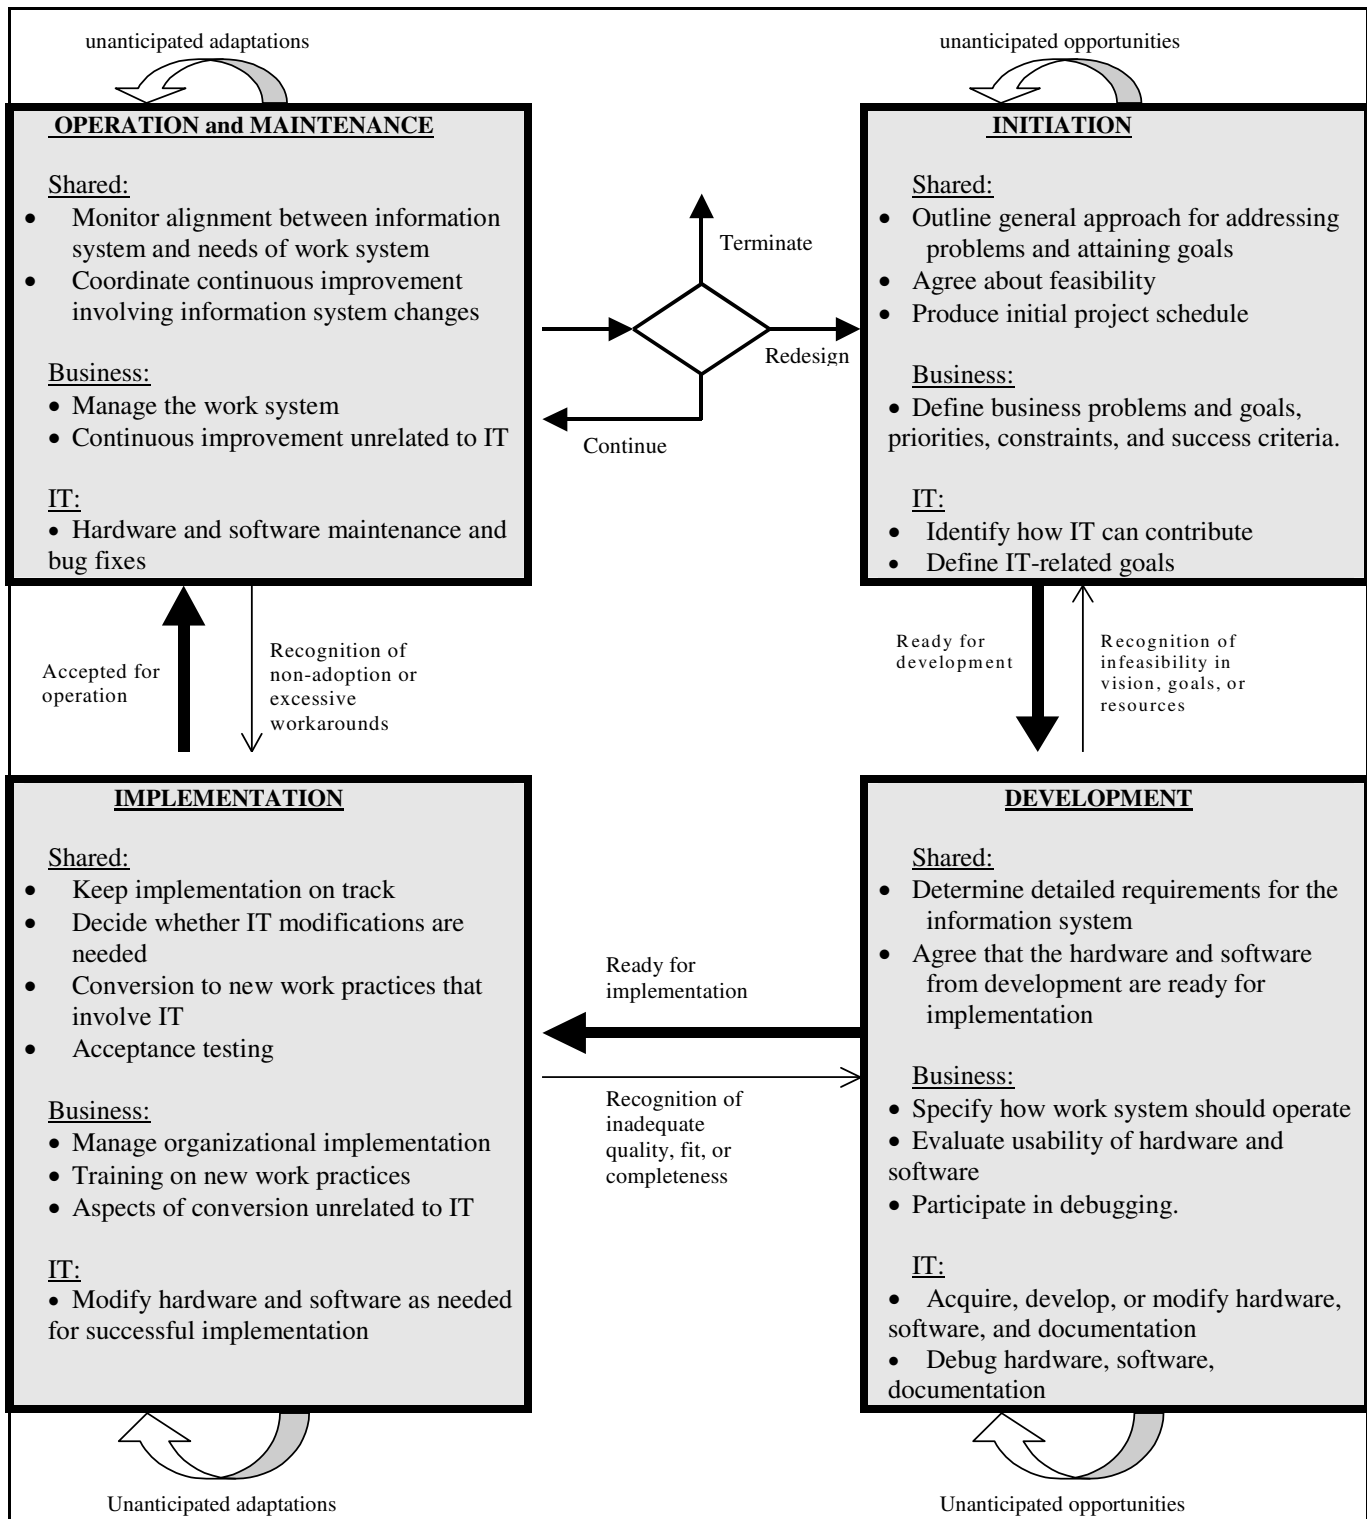 unanticipated adaptations
unanticipated opportunities
OPERATION and MAINTENANCE
Shared:
• Monitor alignment between information
system and needs of work system
• Coordinate continuous improvement
involving information system changes
Business:
• Manage the work system
• Continuous improvement unrelated to IT
IT:
• Hardware and software maintenance and
bug fixes
Terminate
Redesign
Continue
INITIATION
Shared:
• Outline general approach for addressing
problems and attaining goals
• Agree about feasibility
• Produce initial project schedule
Business:
• Define business problems and goals,
priorities, constraints, and success criteria.
IT:
• Identify how IT can contribute
• Define IT-related goals
Accepted for
operation
Recognition of
non-adoption or
excessive
workarounds
Ready for
development
Recognition of
infeasibility in
vision, goals, or
resources
IMPLEMENTATION
Shared:
• Keep implementation on track
• Decide whether IT modifications are
needed
• Conversion to new work practices that
involve IT
• Acceptance testing
Business:
• Manage organizational implementation
• Training on new work practices
• Aspects of conversion unrelated to IT
IT:
• Modify hardware and software as needed
for successful implementation
Ready for
implementation
Recognition of
inadequate
quality, fit, or
completeness
DEVELOPMENT
Shared:
• Determine detailed requirements for the
information system
• Agree that the hardware and software
from development are ready for
implementation
Business:
• Specify how work system should operate
• Evaluate usability of hardware and
software
• Participate in debugging.
IT:
• Acquire, develop, or modify hardware,
software, and documentation
• Debug hardware, software,
documentation
Unanticipated adaptations
Unanticipated opportunities